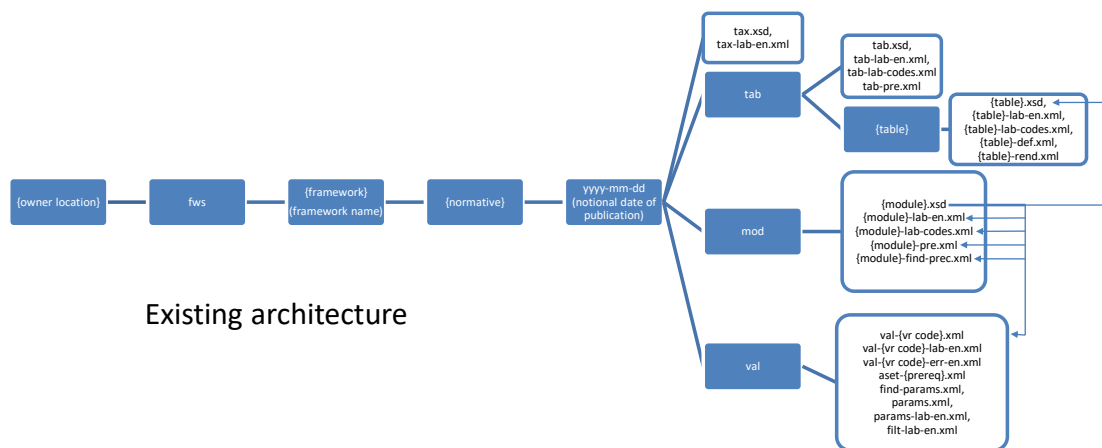 tax.xsd,
tax-lab-en.xml
tab
tab.xsd,
tab-lab-en.xml,
tab-lab-codes.xml
tab-pre.xml
{table}
{table}.xsd,
{table}-lab-en.xml,
{table}-lab-codes.xml,
{table}-def.xml,
{table}-rend.xml
{owner location}
fws
{framework}
(framework name)
{normative}
yyyy-mm-dd
(notional date of
publication)
mod
{module}.xsd
{module}-lab-en.xml
{module}-lab-codes.xml
{module}-pre.xml
{module}-find-prec.xml
Existing architecture
val
val-{vr code}.xml
val-{vr code}-lab-en.xml
val-{vr code}-err-en.xml
aset-{prereq}.xml
find-params.xml,
params.xml,
params-lab-en.xml,
filt-lab-en.xml